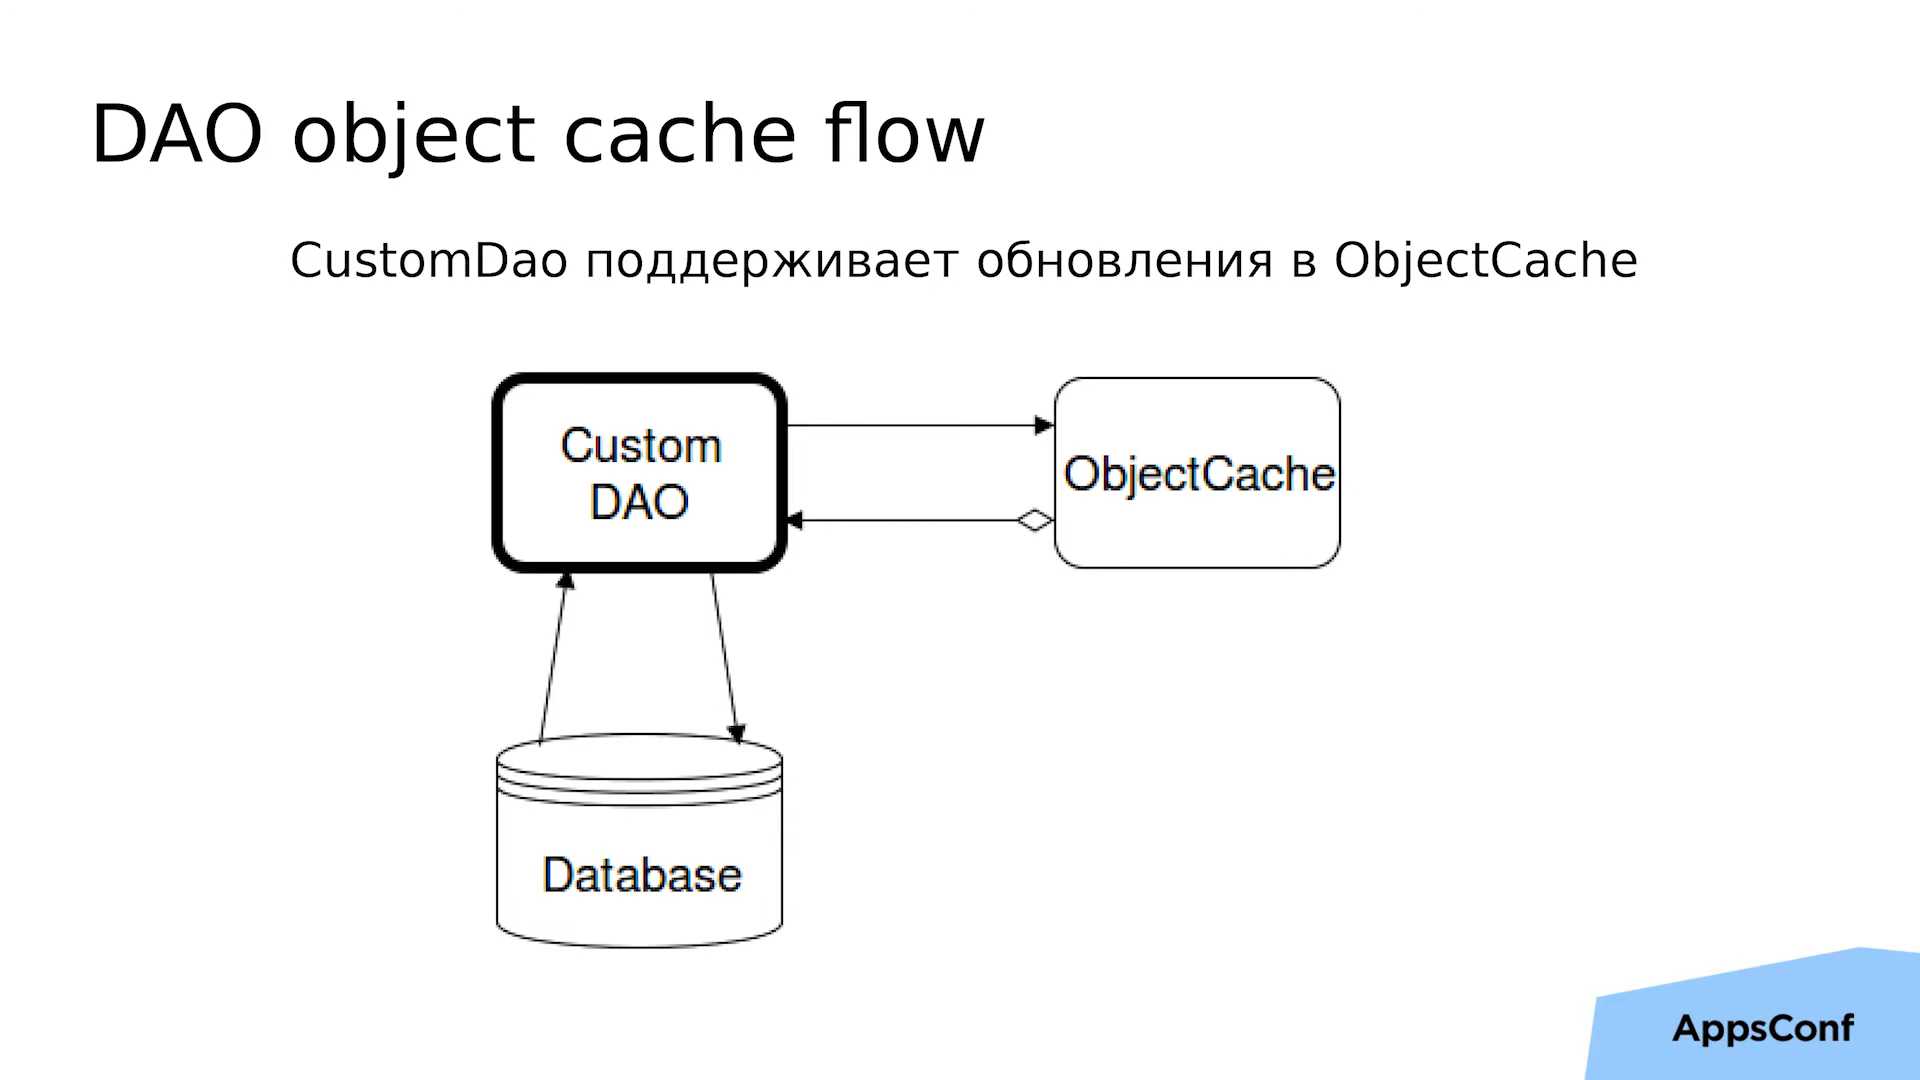 DAO object cache flow
CustomDao поддерживает обновления в ObjectCache
Custom
DAO
ObjectCache
Database
AppsConf